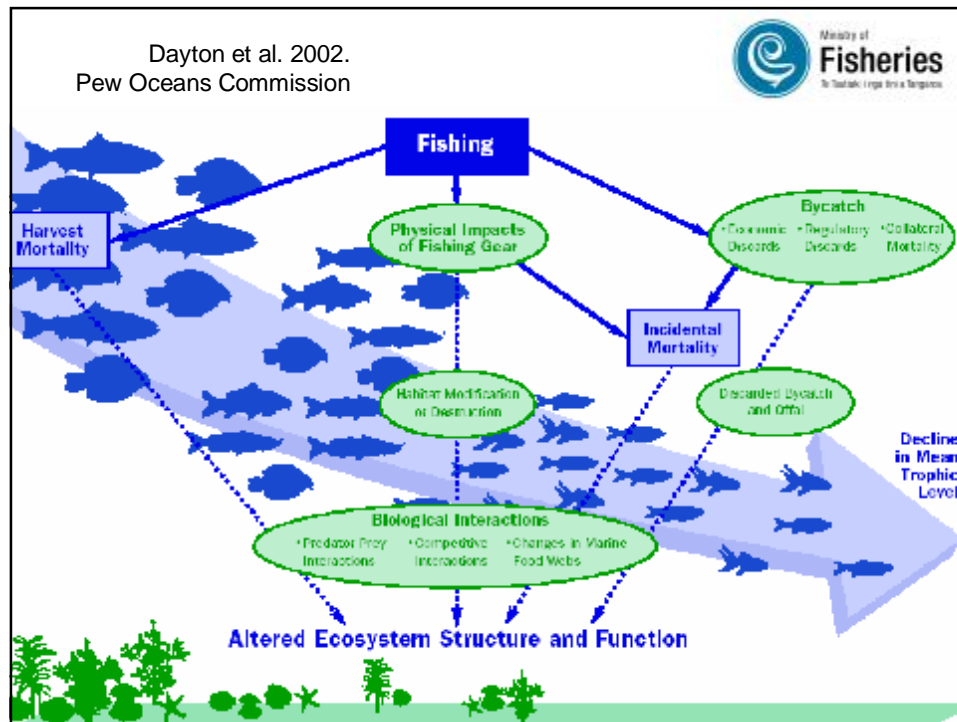 Dayton et al. 2002.
Pew Oceans Commission
Ministry of
Fisheries
Fishing
Harvest
Mortality
Physical Impacts
of Fishing Gear
Bycatch
•Economic •Regulatory •Collateral
Discards Discards Mortality
Incidental
Mortality
Habitat Modification
or Destruction
Discarded Bycatch
and Offal
Decline
in Mean
Trophic
Level
Biological Interactions
•Predator Prey •Competitive •Changes in Marine
Interactions Interactions Food Webs
Altered Ecosystem Structure and Function